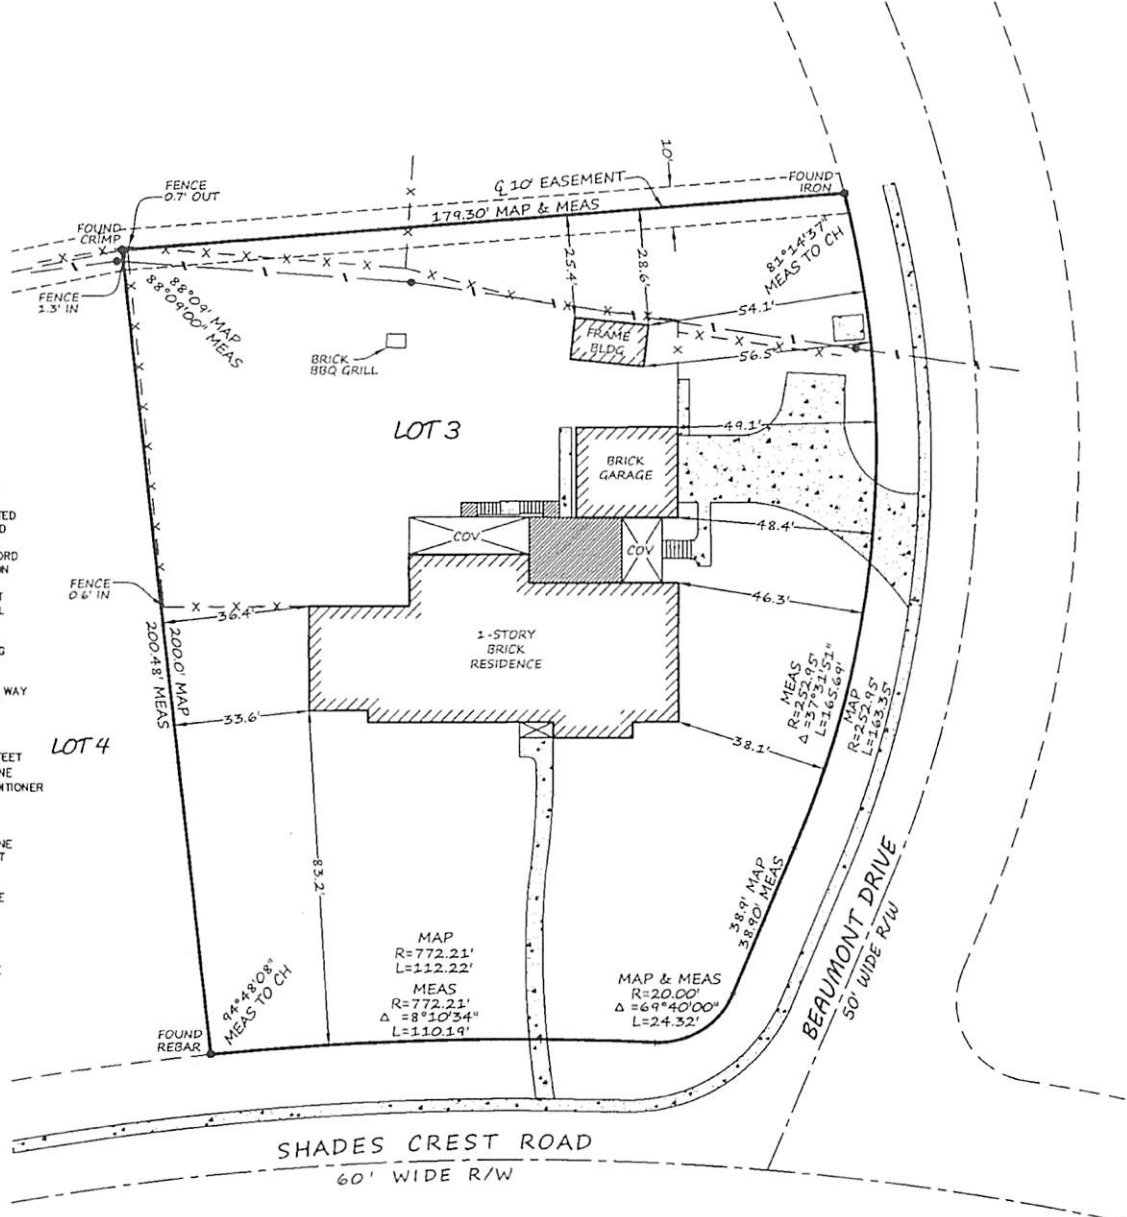 10'
FENCE
0.7' OUT
₵ 10' EASEMENT
FOUND
IRON
179.30' MAP & MEAS
FOUND
CRIMP
81°14'37"
MEAS TO CH
25.4'
28.6'
FENCE
1.3' IN
88°09' MAP
88°09'00" MEAS
54.1'
FRAME
BLDG
56.5'
BRICK
BBQ GRILL
LOT 3
49.1'
BRICK
GARAGE
48.4'
COV
COV
FENCE
0.6' IN
36.4'
46.3'
200.0' MAP
200.48' MEAS
1-STORY
BRICK
RESIDENCE
MEAS
R=252.95'
Δ =37°31'51"
L=165.69'
MAP
R=252.95'
L=163.35'
WAY
33.6'
LOT 4
38.1'
83.2'
38.9' MAP
38.90' MEAS
MAP
R=772.21'
L=112.22'
MEAS
R=772.21'
Δ =8°10'34"
L=110.19'
MAP & MEAS
R=20.00'
Δ =69°40'00"
L=24.32'
94°48'08"
MEAS TO CH
FOUND
REBAR
BEAUMONT DRIVE
50' WIDE R/W
SHADES CREST ROAD
60' WIDE R/W